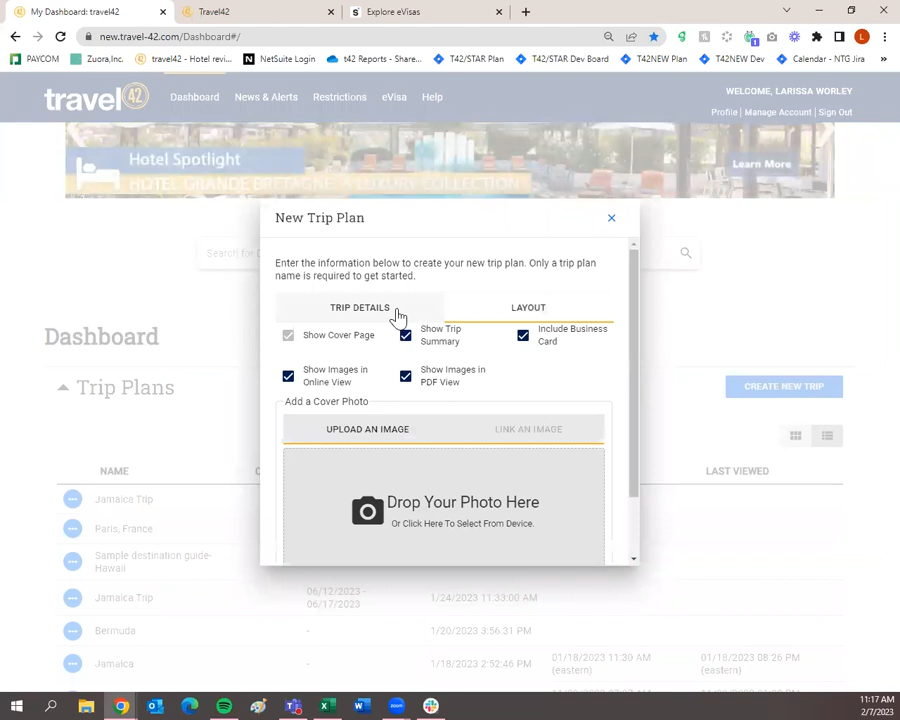 My Dashboard: travel42
Travel42
S
Explore eVisas
new.travel-42.com/Dashboard#/
L
PAYCOM
Zuora,Inc.
travel42 - Hotel revi...
NetSuite Login
t42 Reports - Share...
T42/STAR Plan
T42/STAR Dev Board
T42NEW Plan
T42NEW Dev
Calendar - NTG Jira
travel 42
Dashboard
News & Alerts
Restrictions
eVisa
Help
WELCOME, LARISSA WORLEY
Profile | Manage Account | Sign Out
Hotel Spotlight
HOTEL GRANDE BRETAGNE, A LUXURY COLLECTION
Learn More
New Trip Plan
Search for D
Enter the information below to create your new trip plan. Only a trip plan
name is required to get started.
TRIP DETAILS
LAYOUT
Show Cover Page
Show Trip
Summary
Include Business
Card
Show Images in
Online View
Show Images in
PDF View
Add a Cover Photo
UPLOAD AN IMAGE
LINK AN IMAGE
Drop Your Photo Here
Or Click Here To Select From Device.
Dashboard
Trip Plans
CREATE NEW TRIP
NAME
LAST VIEWED
Jamaica Trip
Paris, France
Sample destination guide-
Hawaii
Jamaica Trip
06/12/2023 -
06/17/2023
1/24/2023 11:33:00 AM
Bermuda
-
1/20/2023 3:56:31 PM
Jamaica
-
1/18/2023 2:52:46 PM
01/18/2023 11:30 AM
(eastern)
01/18/2023 08:26 PM
(eastern)
11:17 AM
2/7/2023